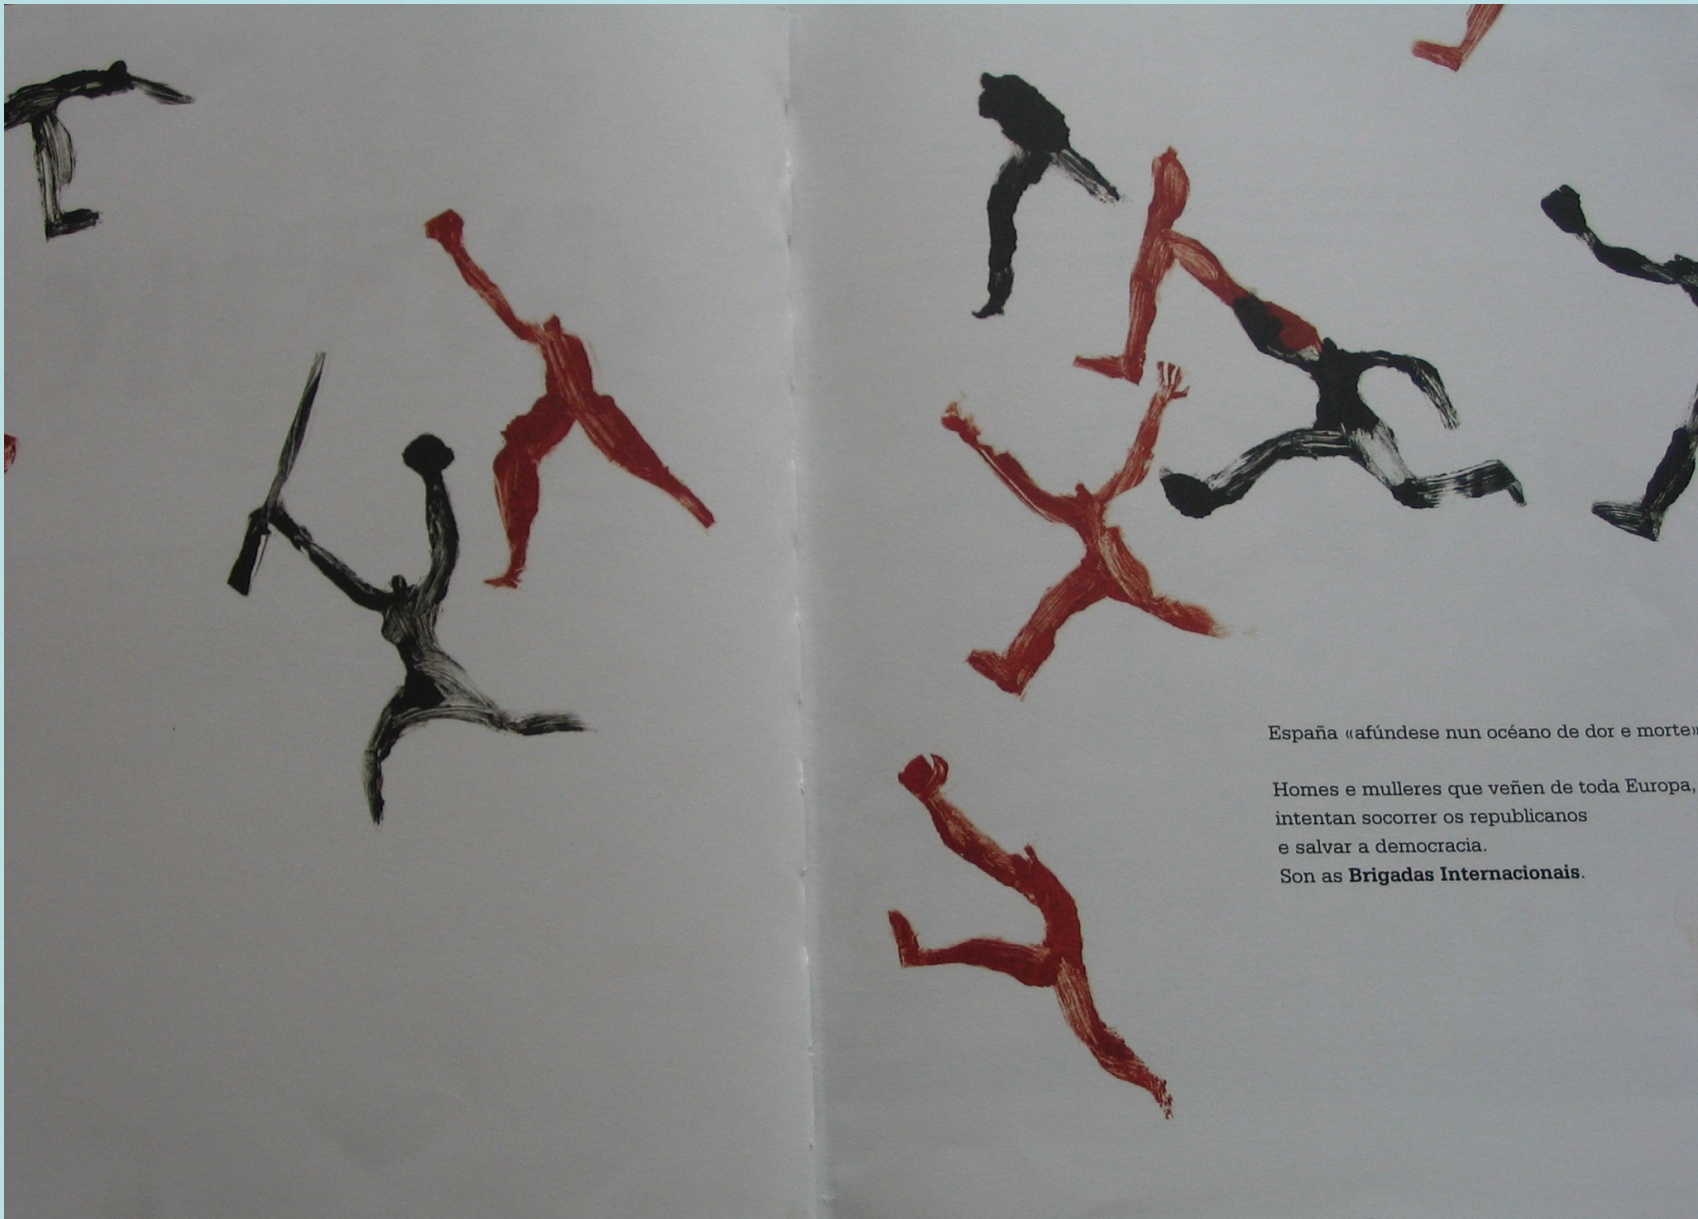 España «afúndese nun océano de dor e morte»
Homes e mulleres que veñen de toda Europa,
intentan socorrer os republicanos
e salvar a democracia.
Son as Brigadas Internacionais.